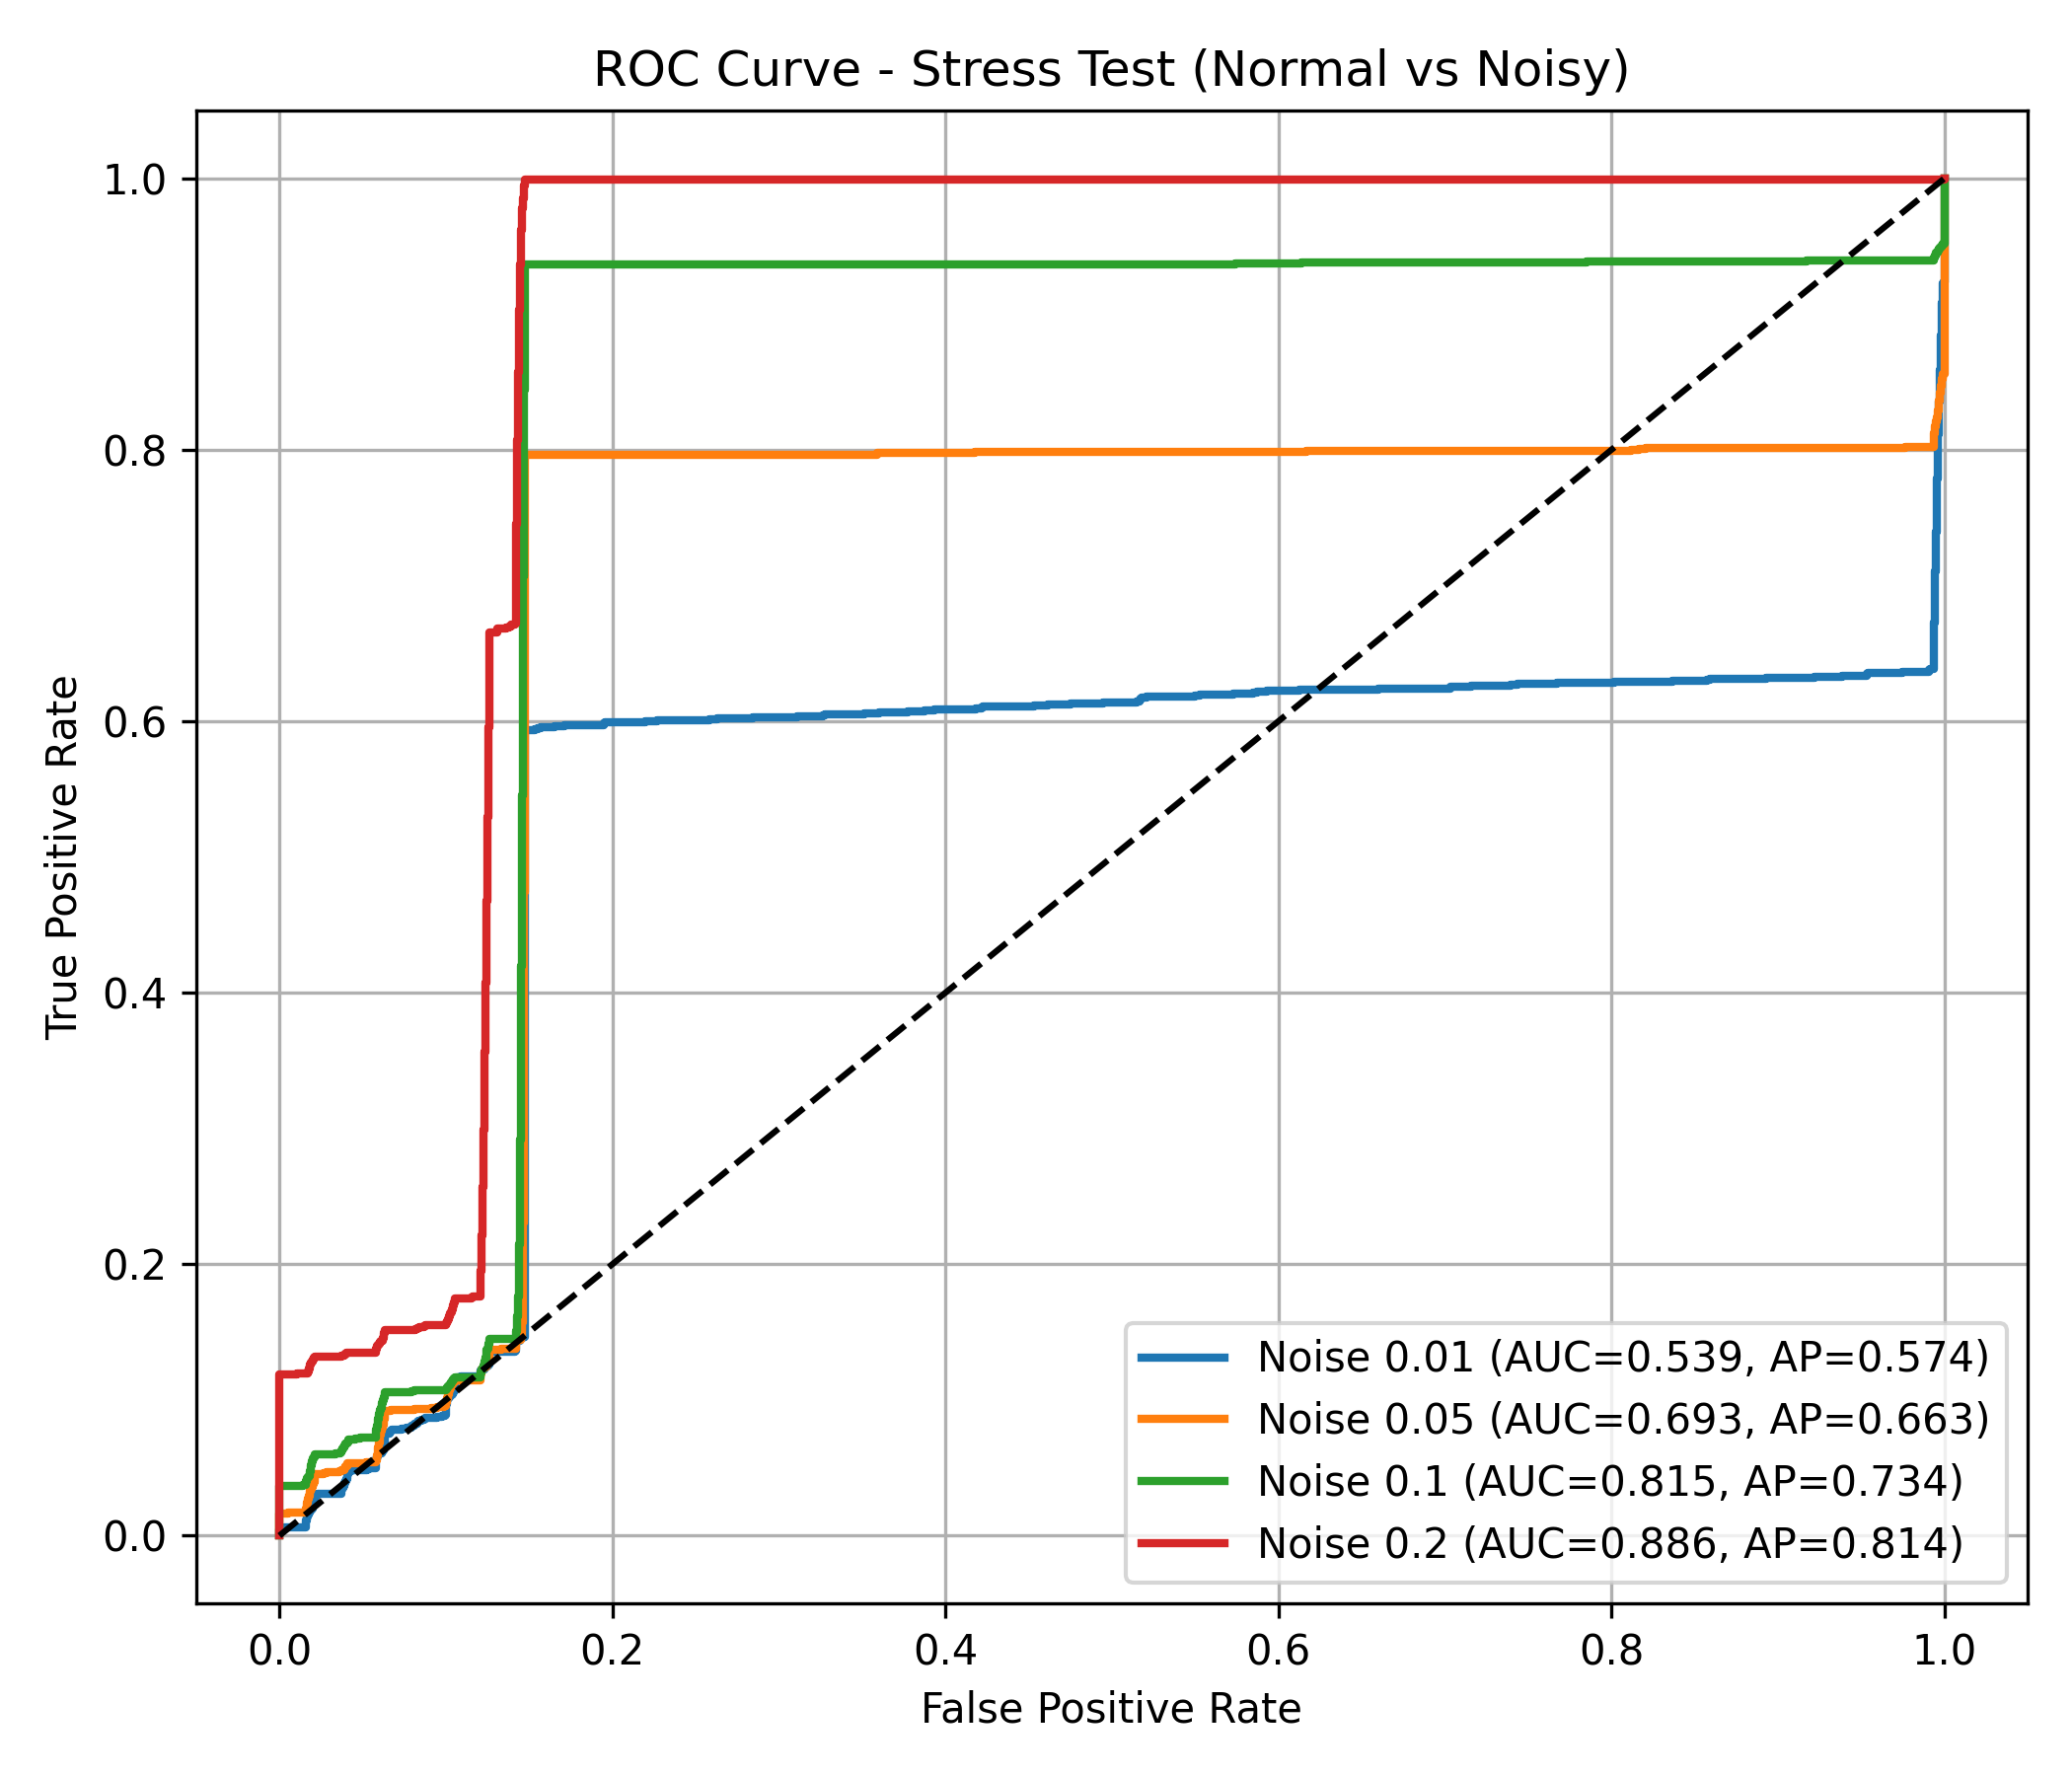 ROC Curve - Stress Test (Normal vs Noisy)
True Positive Rate
1.0
0.8
0.6
0.4
0.2
0.0
Noise 0.01 (AUC=0.539, AP=0.574)
Noise 0.05 (AUC=0.693, AP=0.663)
Noise 0.1 (AUC=0.815, AP=0.734)
Noise 0.2 (AUC=0.886, AP=0.814)
0.0 0.2 0.4 0.6 0.8 1.0
False Positive Rate